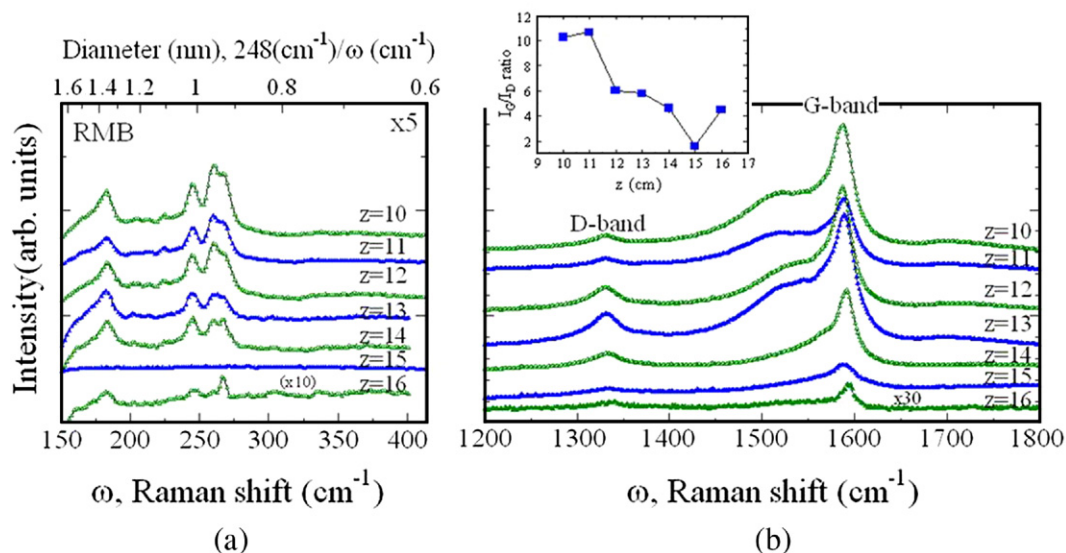 Diameter (nm), 248(cm⁻¹)/ω (cm⁻¹)
1.6 1.4 1.2 1 0.8 0.6
RMB
x5
z=10
z=11
z=12
z=13
z=14
z=15
(x10)
z=16
Intensity(arb. units)
150 200 250 300 350 400
ω, Raman shift (cm⁻¹)
(a)
12
10
8
6
4
2
I_G/I_D ratio
9 10 11 12 13 14 15 16 17
z (cm)
G-band
D-band
z=10
z=11
z=12
z=13
z=14
z=15
x30
z=16
1200 1300 1400 1500 1600 1700 1800
ω, Raman shift (cm⁻¹)
(b)